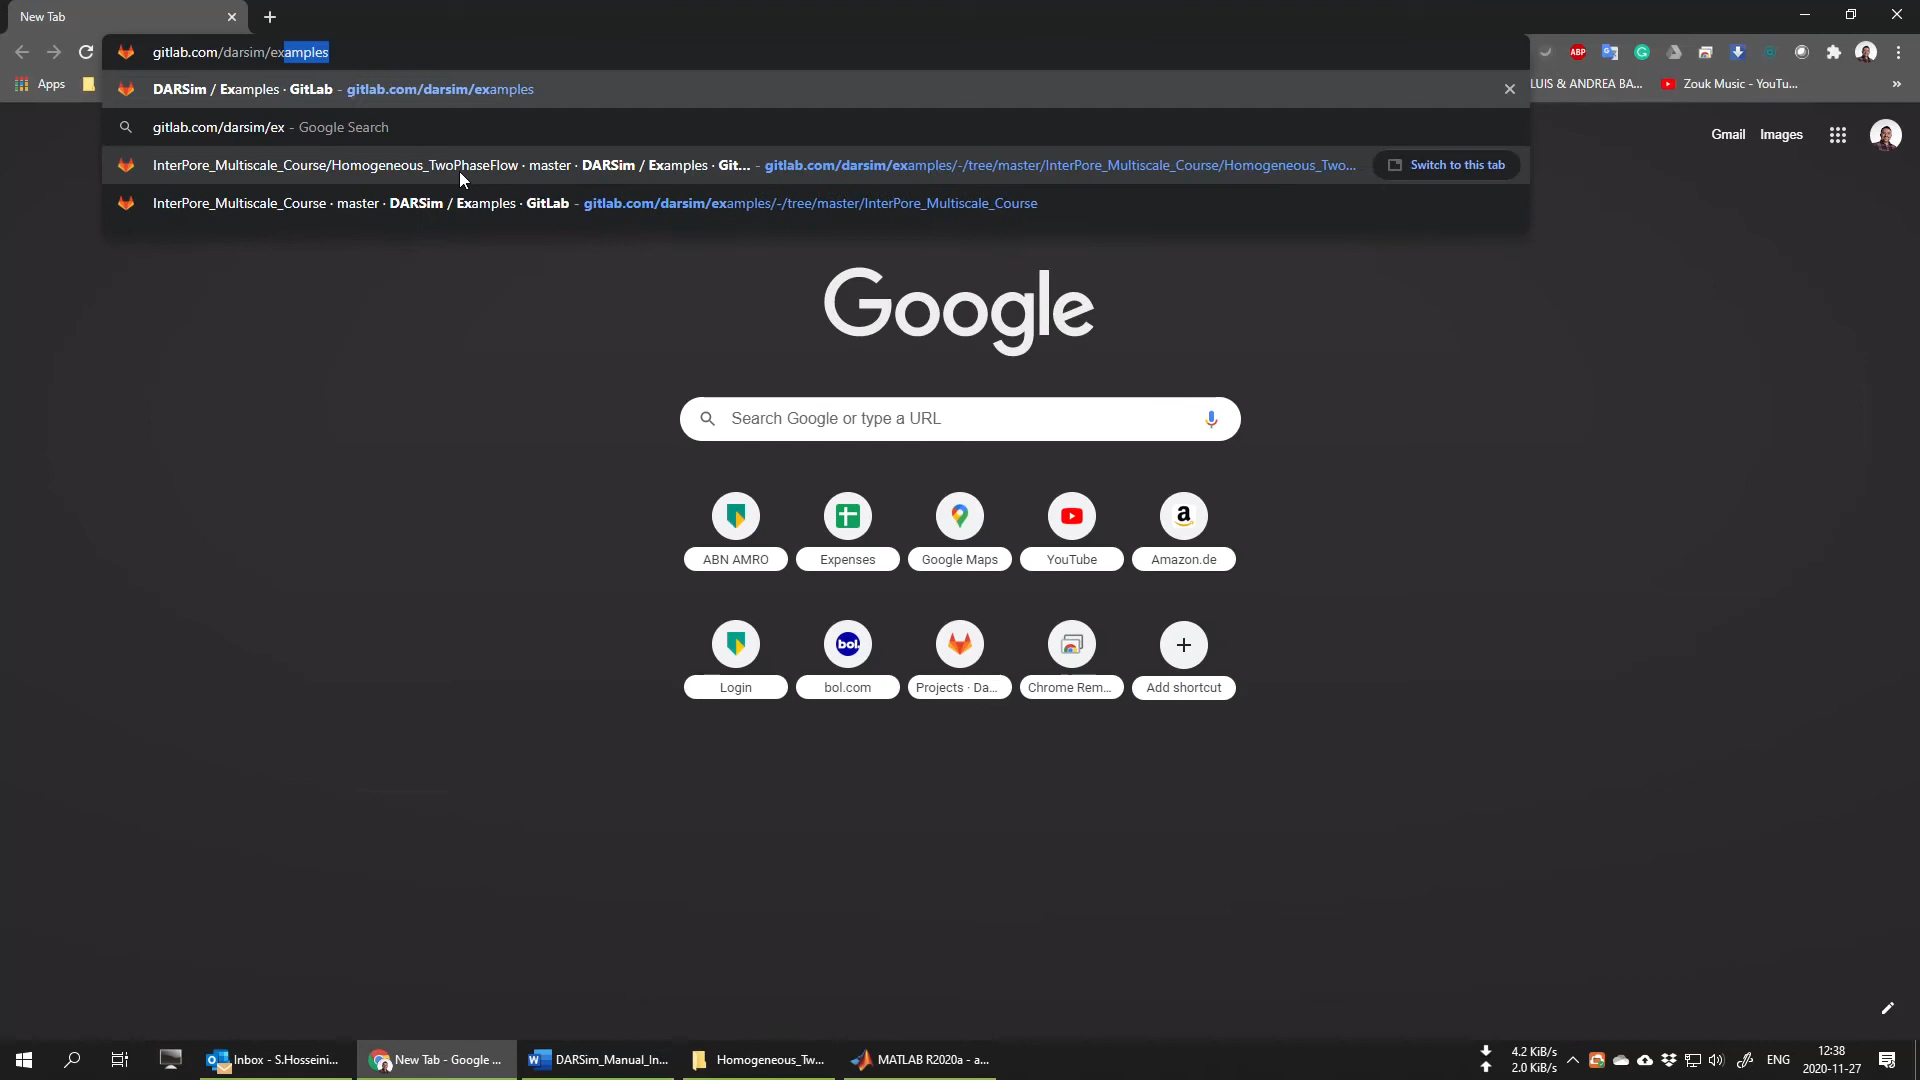 New Tab
gitlab.com/darsim/examples
DARSim / Examples · GitLab - gitlab.com/darsim/examples
Apps
LUIS & ANDREA BA...
Zouk Music - YouTu...
»
gitlab.com/darsim/ex - Google Search
Gmail
Images
InterPore_Multiscale_Course/Homogeneous_TwoPhaseFlow · master · DARSim / Examples · Git... - gitlab.com/darsim/examples/-/tree/master/InterPore_Multiscale_Course/Homogeneous_Two...
Switch to this tab
InterPore_Multiscale_Course · master · DARSim / Examples · GitLab - gitlab.com/darsim/examples/-/tree/master/InterPore_Multiscale_Course
Google
Search Google or type a URL
ABN AMRO
Expenses
Google Maps
YouTube
Amazon.de
Login
bol.com
Projects · Da...
Chrome Rem...
Add shortcut
Inbox - S.Hosseini...
New Tab - Google ...
DARSim_Manual_In...
Homogeneous_Tw...
MATLAB R2020a - a...
4.2 KiB/s
2.0 KiB/s
ENG
12:38
2020-11-27